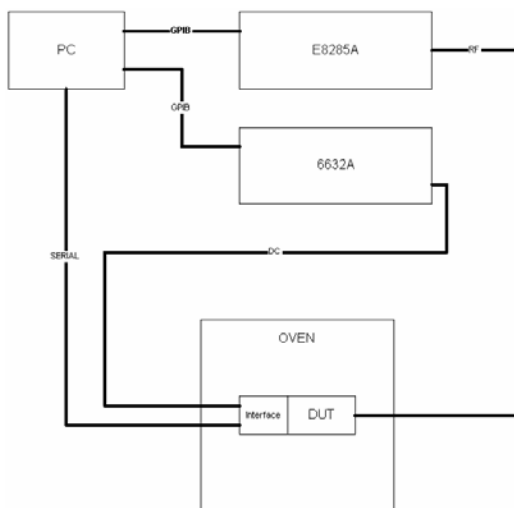 GPIB
PC
E8285A
RF
GPIB
6632A
DC
SERIAL
OVEN
Interface
DUT